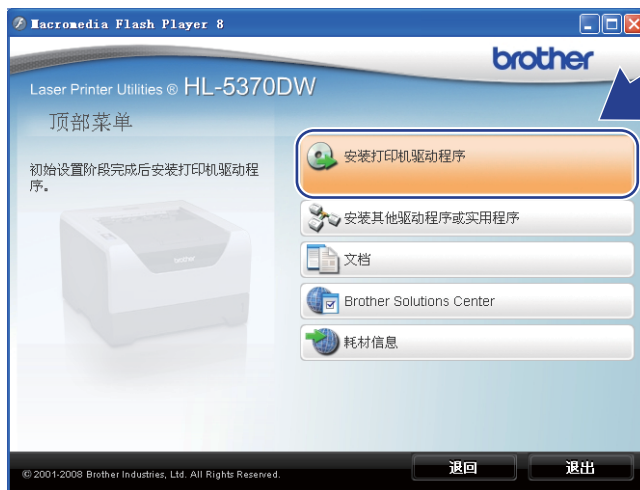 Macromedia Flash Player 8
brother
Laser Printer Utilities ® HL-5370DW
顶部菜单
初始设置阶段完成后安装打印机驱动程
序。
安装打印机驱动程序
安装其他驱动程序或实用程序
文档
Brother Solutions Center
耗材信息
© 2001-2008 Brother Industries, Ltd. All Rights Reserved.
退回
退出